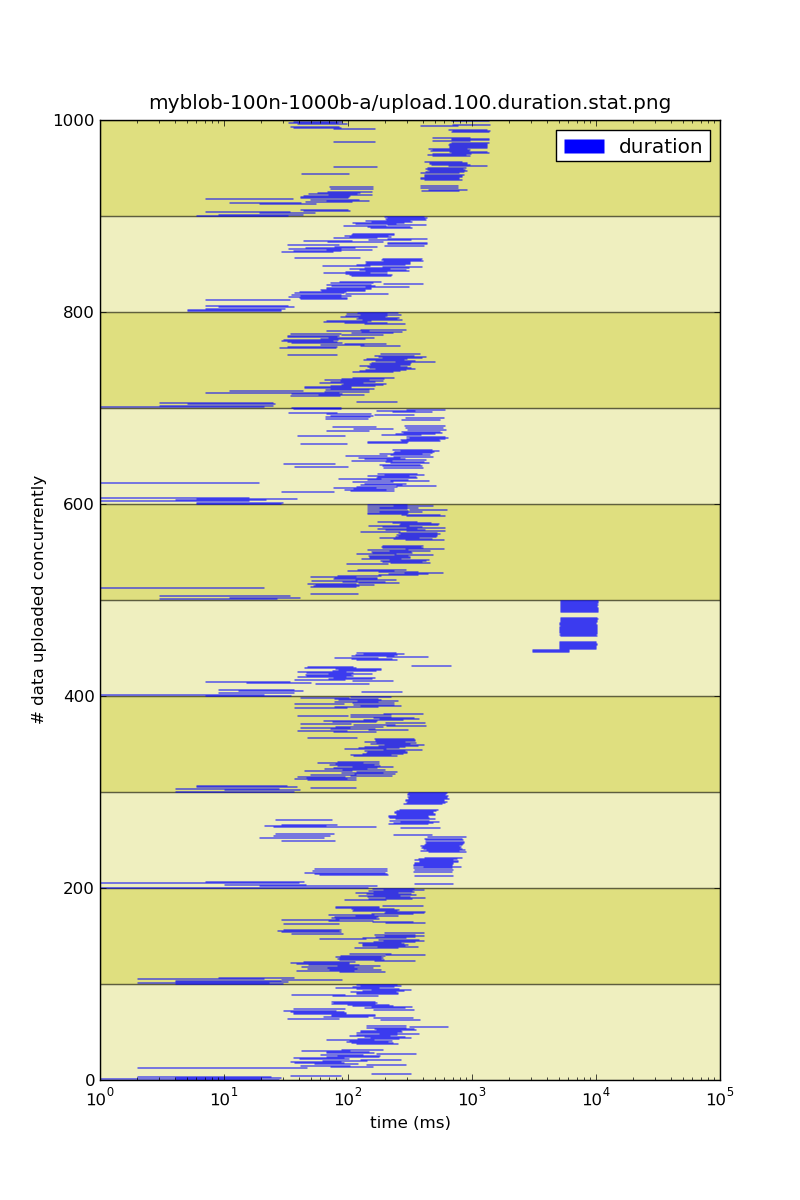 myblob-100n-1000b-a/upload.100.duration.stat.png
duration
1000
800
600
400
200
0
# data uploaded concurrently
10^0 10^1 10^2 10^3 10^4 10^5
time (ms)